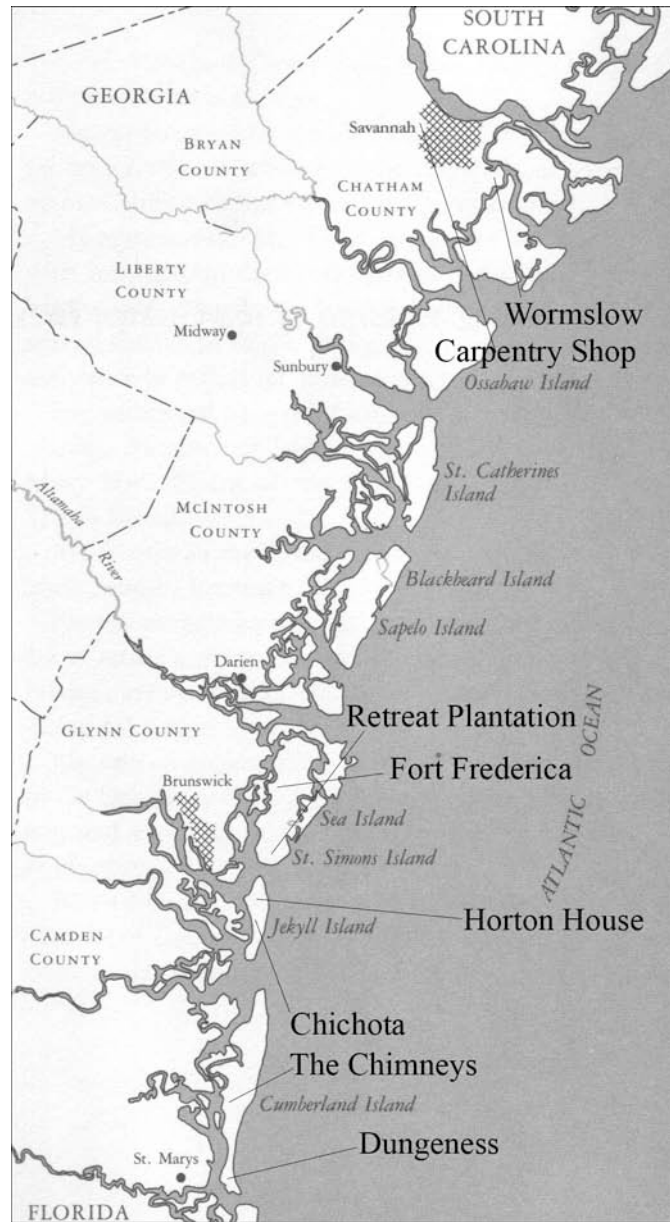 SOUTH
CAROLINA
GEORGIA
Savannah
BRYAN
COUNTY
CHATHAM
COUNTY
LIBERTY
COUNTY
Wormslow
Midway
Carpentry Shop
Sunbury
Ossabaw Island
St. Catherines
Island
McINTOSH
COUNTY
Altamaha
River
Blackbeard Island
Sapelo Island
Darien
Retreat Plantation
GLYNN COUNTY
Fort Frederica
Brunswick
Sea Island
St. Simons Island
ATLANTIC OCEAN
Horton House
Jekyll Island
CAMDEN
COUNTY
Chichota
The Chimneys
Cumberland Island
Dungeness
St. Marys
FLORIDA